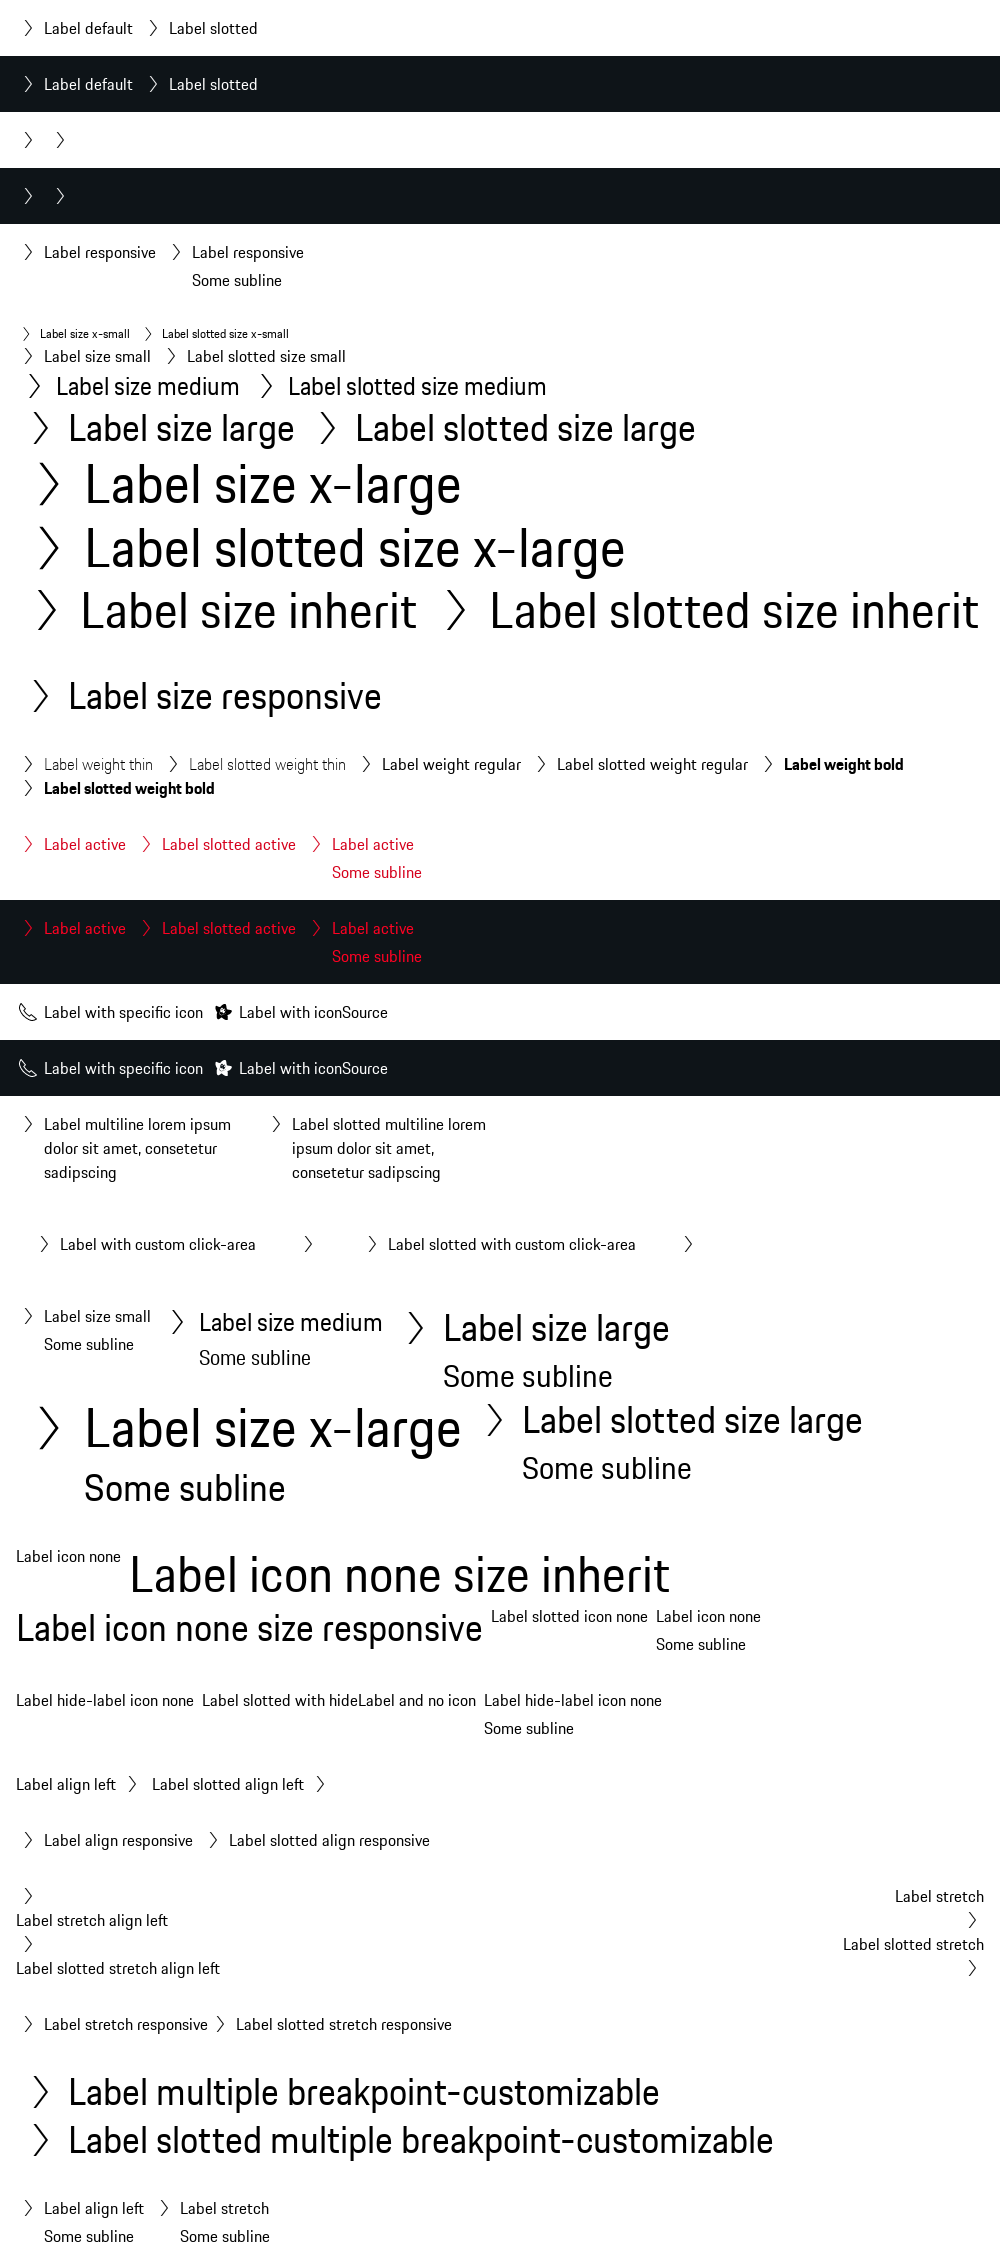 Label default Label slotted
Label default Label slotted
Label responsive Label responsive
Some subline
Label size x-small Label slotted size x-small
Label size small Label slotted size small
Label size medium Label slotted size medium
Label size large Label slotted size large
Label size x-large
Label slotted size x-large
Label size inherit Label slotted size inherit
Label size responsive
Label weight thin Label slotted weight thin Label weight regular Label slotted weight regular Label weight bold
Label slotted weight bold
Label active Label slotted active Label active
Some subline
Label active Label slotted active Label active
Some subline
Label with specific icon Label with iconSource
Label with specific icon Label with iconSource
Label multiline lorem ipsum
dolor sit amet, consetetur
sadipscing
Label slotted multiline lorem
ipsum dolor sit amet,
consetetur sadipscing
Label with custom click-area Label slotted with custom click-area
Label size small
Some subline
Label size medium
Some subline
Label size large
Some subline
Label size x-large
Some subline
Label slotted size large
Some subline
Label icon none Label icon none size inherit
Label icon none size responsive Label slotted icon none Label icon none
Some subline
Label hide-label icon none Label slotted with hideLabel and no icon Label hide-label icon none
Some subline
Label align left Label slotted align left
Label align responsive Label slotted align responsive
Label stretch
Label stretch align left
Label slotted stretch
Label slotted stretch align left
Label stretch responsive Label slotted stretch responsive
Label multiple breakpoint-customizable
Label slotted multiple breakpoint-customizable
Label align left Label stretch
Some subline Some subline